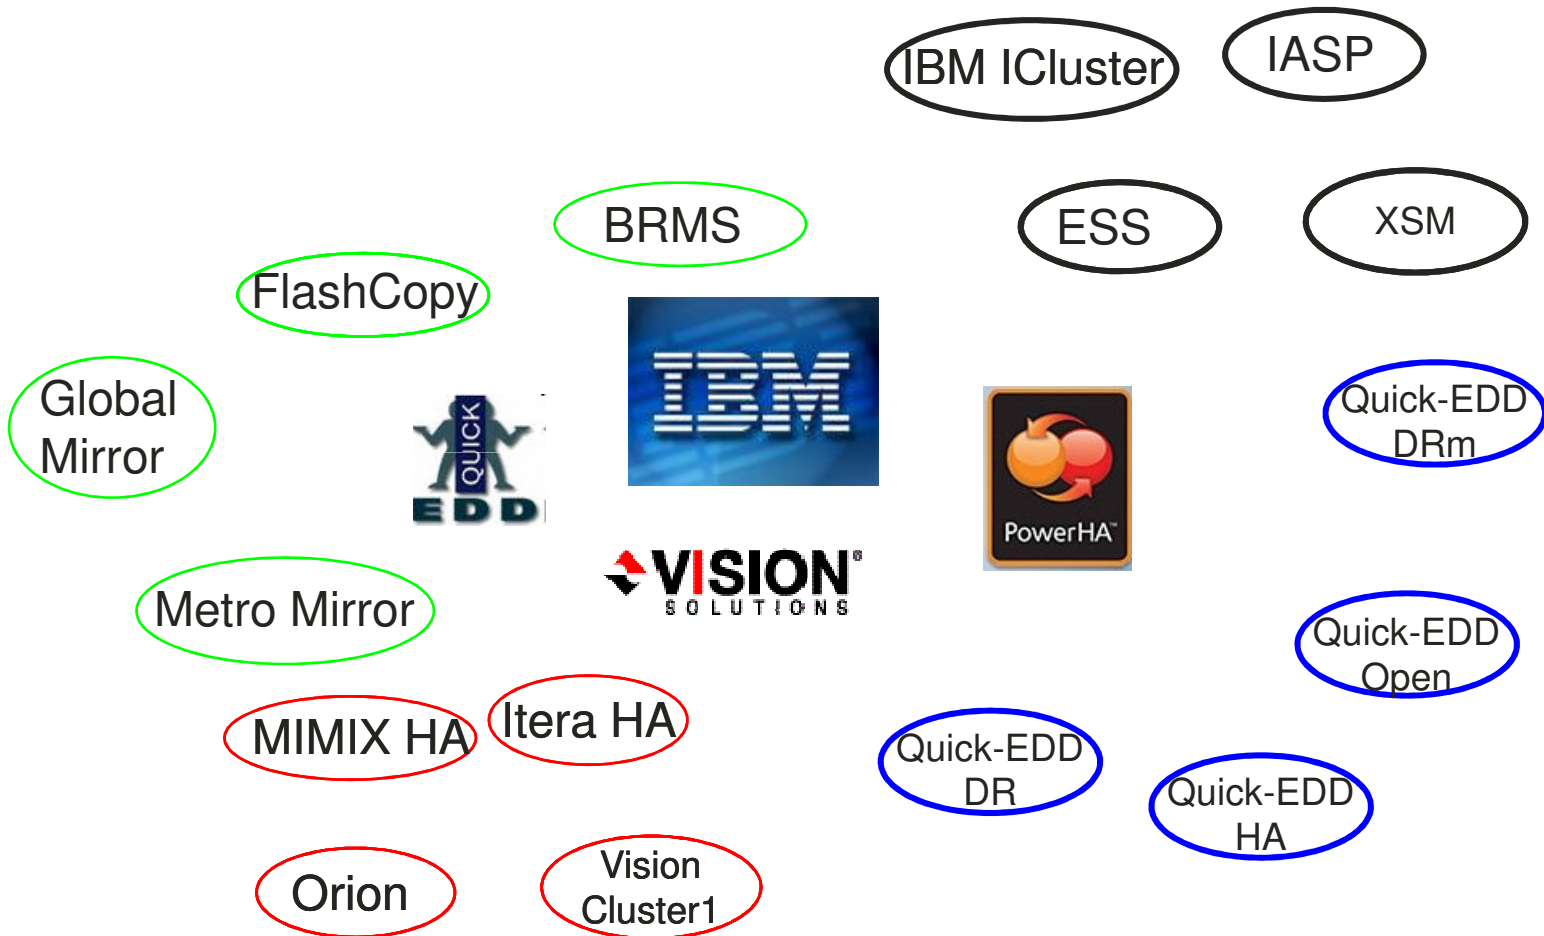 IBM ICluster
IASP
BRMS
ESS
XSM
FlashCopy
IBM
Global
Mirror
QUICK
EDD
PowerHA™
Quick-EDD
DRm
VISION®
SOLUTIONS
Metro Mirror
Quick-EDD
Open
MIMIX HA
Itera HA
Quick-EDD
DR
Quick-EDD
HA
Orion
Vision
Cluster1